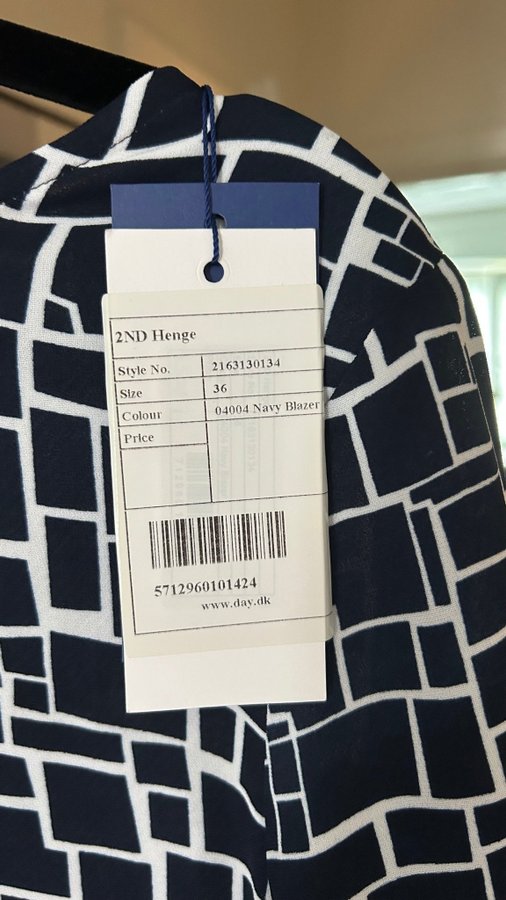 2ND Henge
Style No. 2163130134
Size 36
Colour 04004 Navy Blazer
Price
5712960101424
www.day.dk